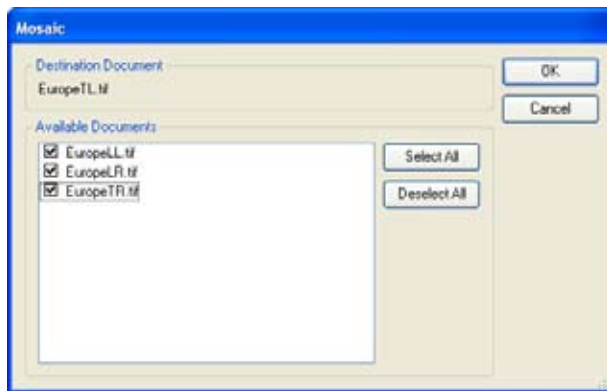 Mosaic
Destination Document
EuropeTL.tif
OK
Cancel
Available Documents
EuropeLL.tif
EuropeLR.tif
EuropeTR.tif
Select All
Deselect All